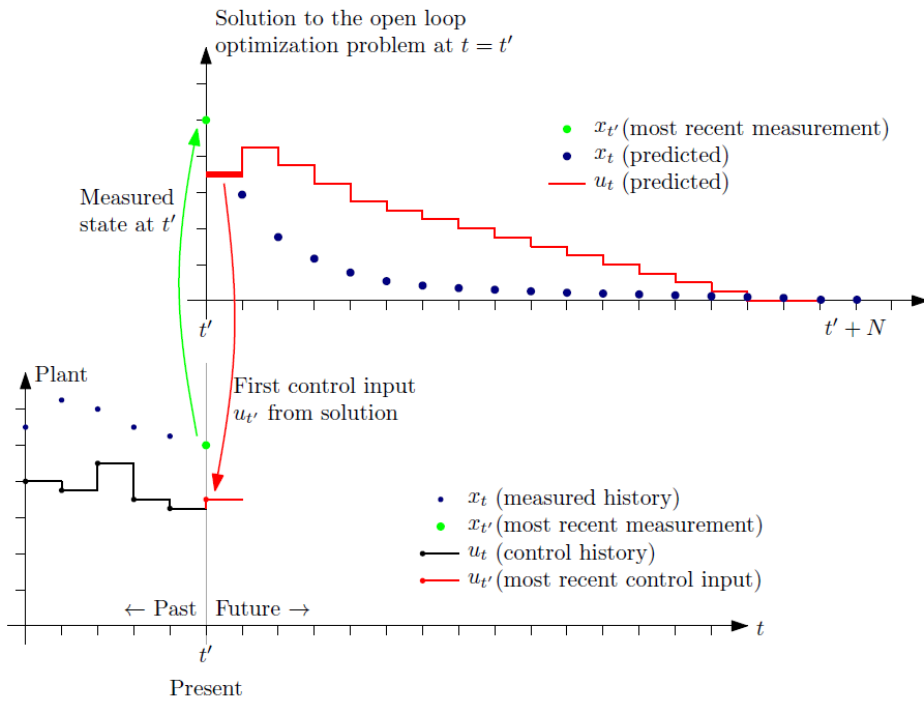 Solution to the open loop
optimization problem at t = t′
x_{t′}(most recent measurement)
x_t (predicted)
u_t (predicted)
Measured
state at t′
t′
t′ + N
Plant
First control input
u_{t′} from solution
x_t (measured history)
x_{t′}(most recent measurement)
u_t (control history)
u_{t′}(most recent control input)
← Past Future →
t
t′
Present